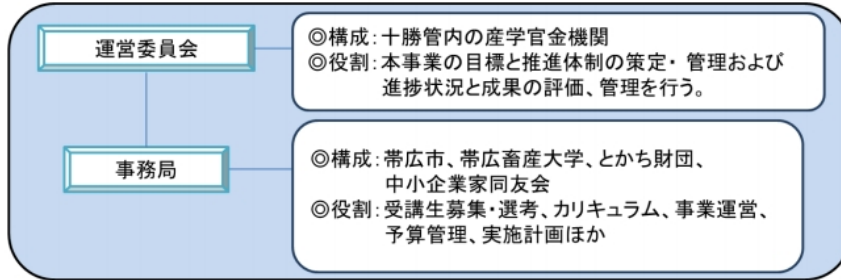 運営委員会
◎構成：十勝管内の産学官金機関
◎役割：本事業の目標と推進体制の策定・管理および
進捗状況と成果の評価、管理を行う。
事務局
◎構成：帯広市、帯広畜産大学、とかち財団、
中小企業家同友会
◎役割：受講生募集・選考、カリキュラム、事業運営、
予算管理、実施計画ほか